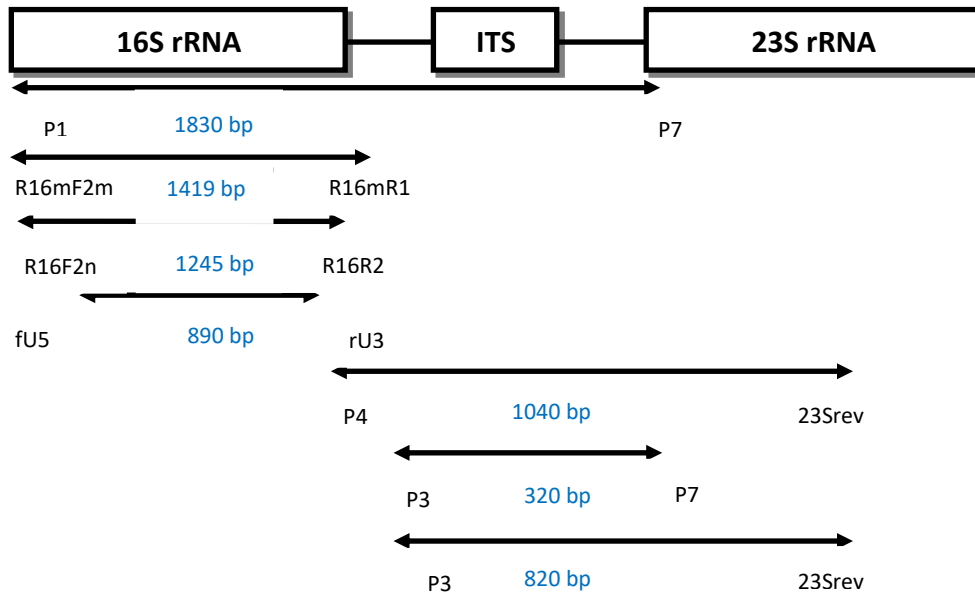 16S rRNA ITS 23S rRNA
P1 1830 bp P7
R16mF2m 1419 bp R16mR1
R16F2n 1245 bp R16R2
fU5 890 bp rU3
P4 1040 bp 23Srev
P3 320 bp P7
P3 820 bp 23Srev